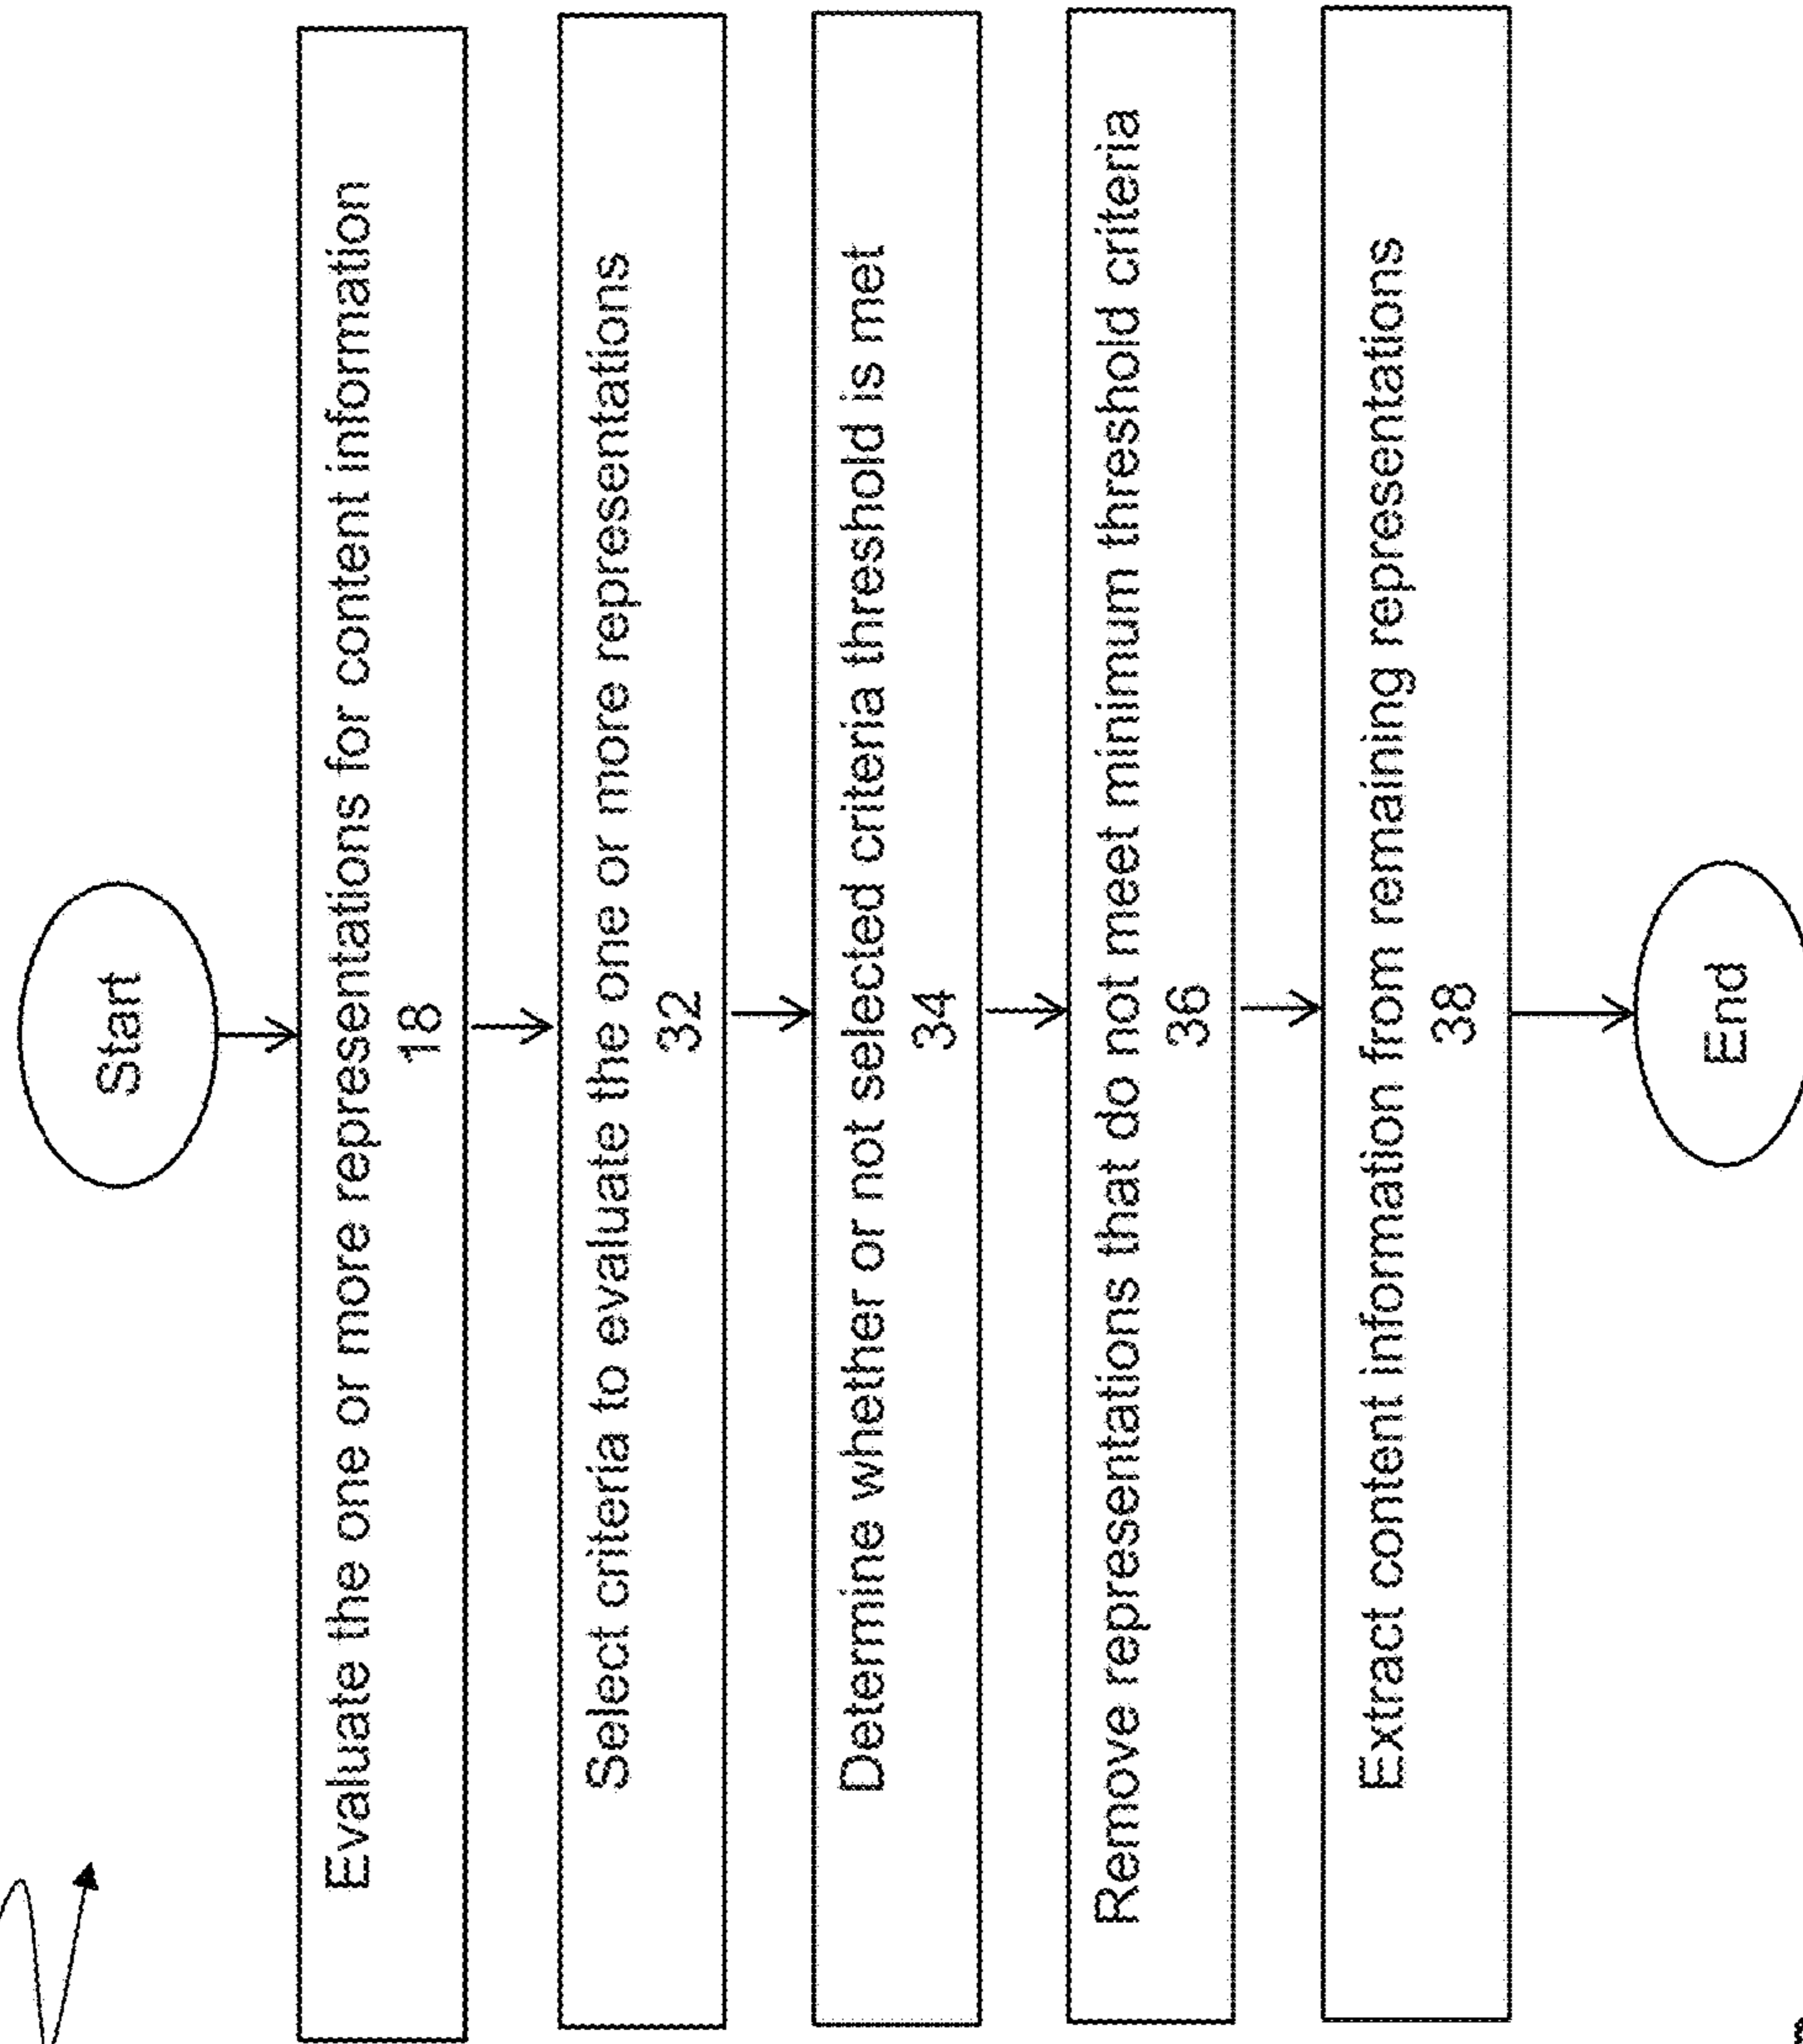 Start
Evaluate the one or more representations for content information
18
Select criteria to evaluate the one or more representations
32
Determine whether or not selected criteria threshold is met
34
Remove representations that do not meet minimum threshold criteria
36
Extract content information from remaining representations
38
End